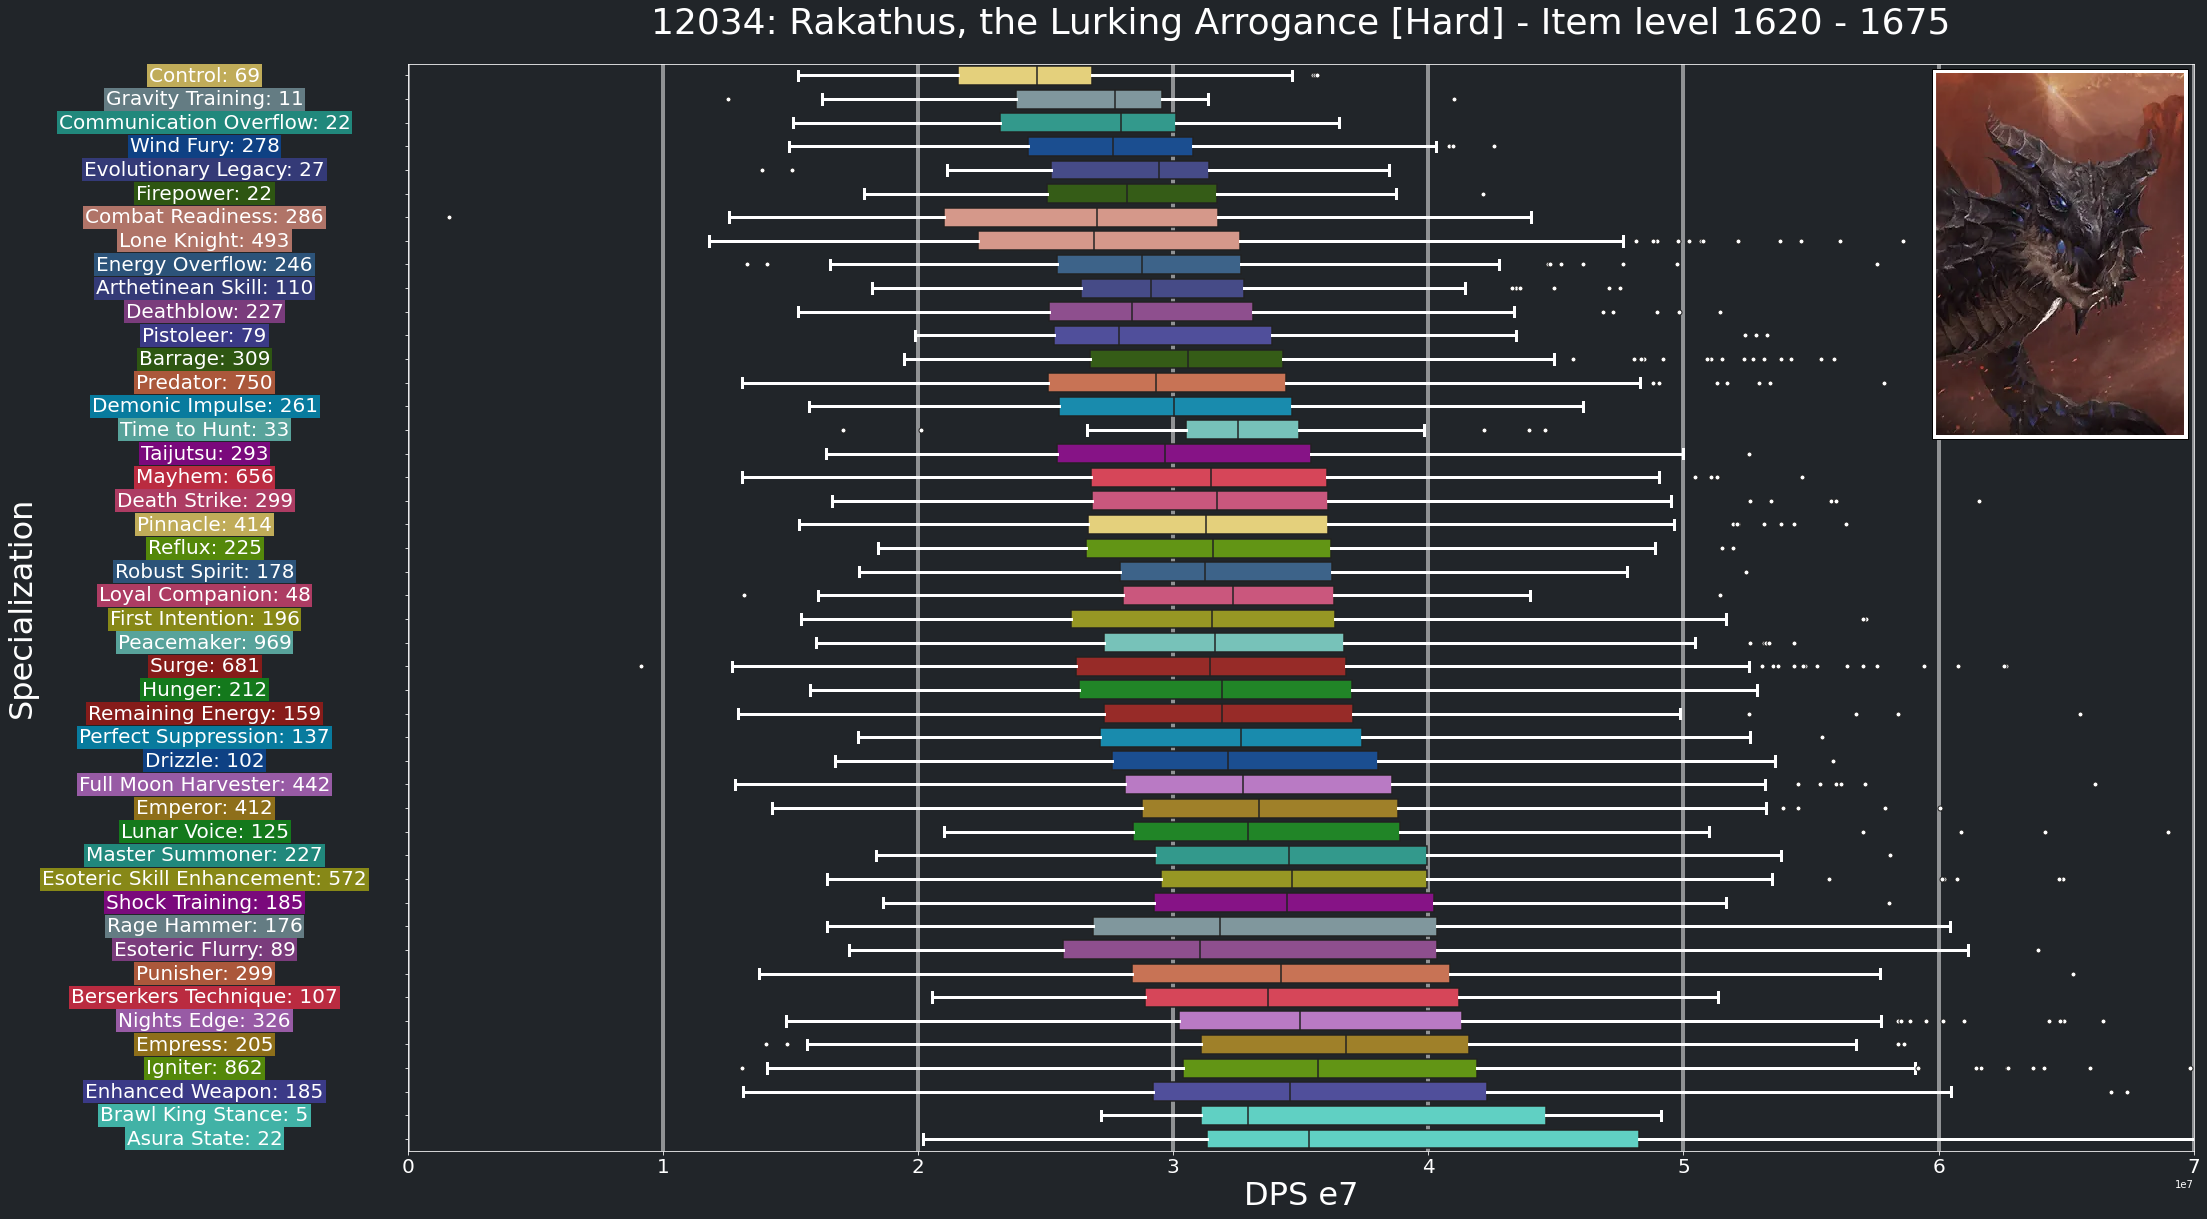 12034: Rakathus, the Lurking Arrogance [Hard] - Item level 1620 - 1675
Specialization
Control: 69
Gravity Training: 11
Communication Overflow: 22
Wind Fury: 278
Evolutionary Legacy: 27
Firepower: 22
Combat Readiness: 286
Lone Knight: 493
Energy Overflow: 246
Arthetinean Skill: 110
Deathblow: 227
Pistoleer: 79
Barrage: 309
Predator: 750
Demonic Impulse: 261
Time to Hunt: 33
Taijutsu: 293
Mayhem: 656
Death Strike: 299
Pinnacle: 414
Reflux: 225
Robust Spirit: 178
Loyal Companion: 48
First Intention: 196
Peacemaker: 969
Surge: 681
Hunger: 212
Remaining Energy: 159
Perfect Suppression: 137
Drizzle: 102
Full Moon Harvester: 442
Emperor: 412
Lunar Voice: 125
Master Summoner: 227
Esoteric Skill Enhancement: 572
Shock Training: 185
Rage Hammer: 176
Esoteric Flurry: 89
Punisher: 299
Berserkers Technique: 107
Nights Edge: 326
Empress: 205
Igniter: 862
Enhanced Weapon: 185
Brawl King Stance: 5
Asura State: 22
0 1 2 3 4 5 6 7
1e7
DPS e7